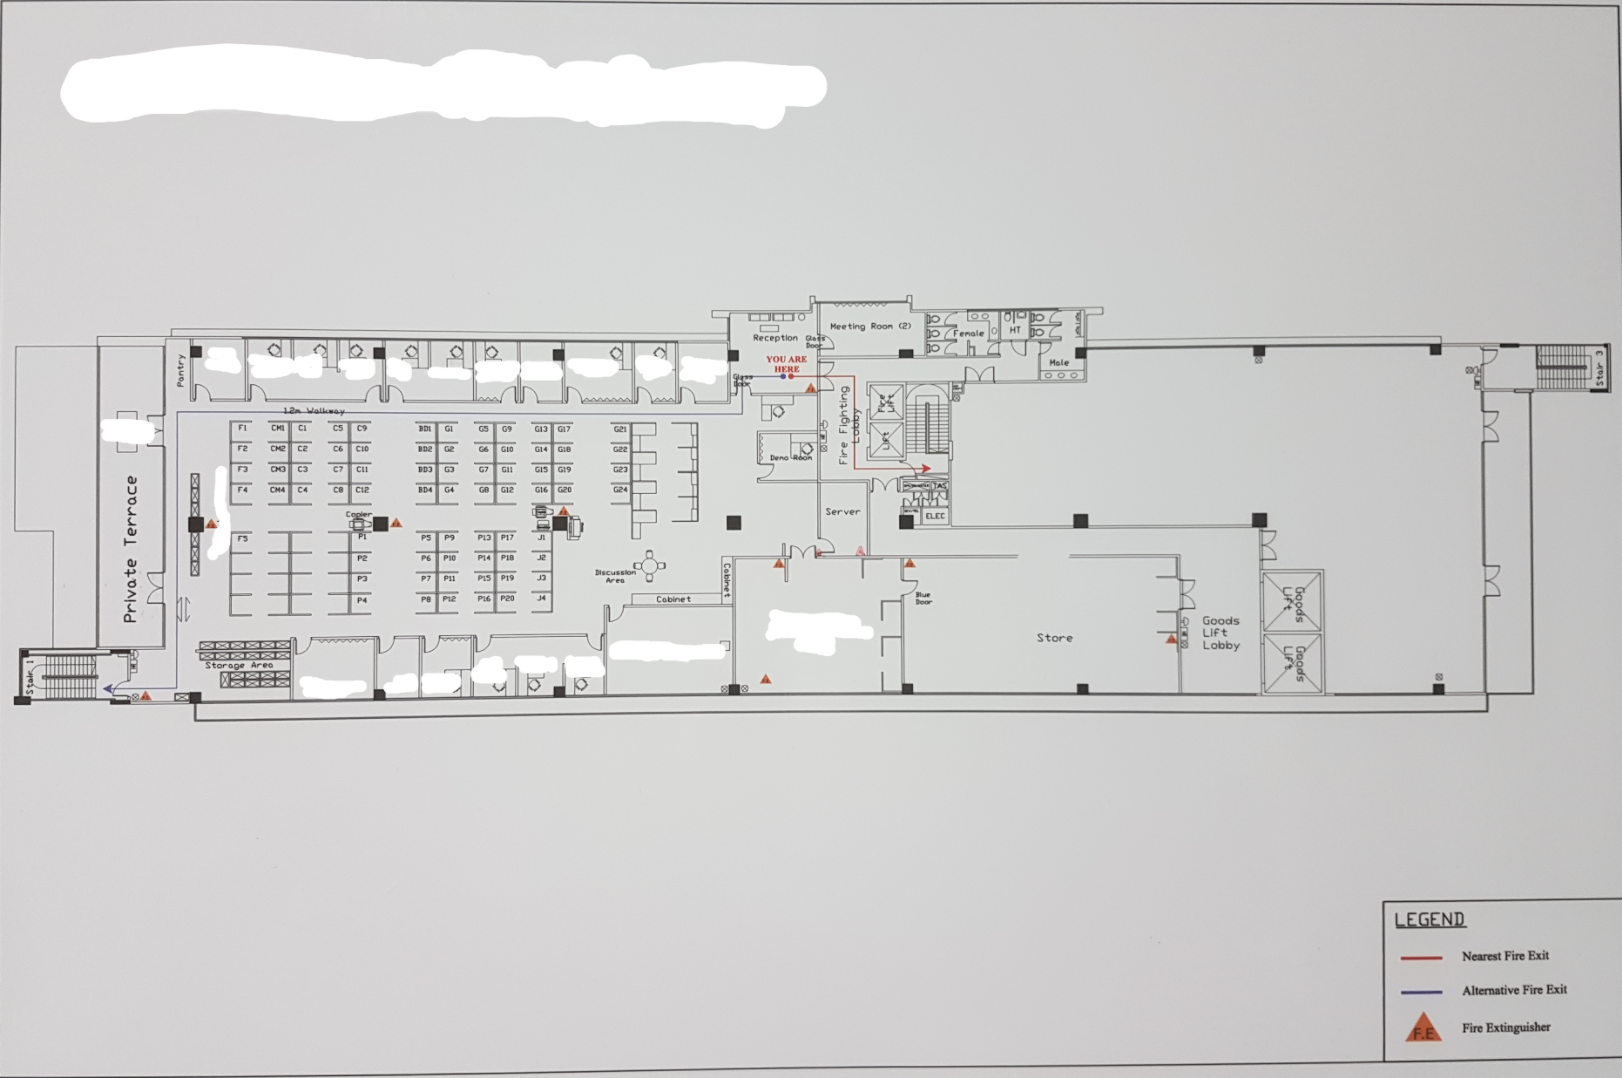 Meeting Room (2)
Reception
Glass
Door
Female
HT
Male
YOU ARE
HERE
Glass
Door
Pantry
Stair 3
Fire Fighting
Lobby
Fire
Lift
Lift
1.2m Walkway
F1 CM1 C1 C5 C9 BD1 G1 G5 G9 G13 G17 G21
F2 CM2 C2 C6 C10 BD2 G2 G6 G10 G14 G18 G22
F3 CM3 C3 C7 C11 BD3 G3 G7 G11 G15 G19 G23
F4 CM4 C4 C8 C12 BD4 G4 G8 G12 G16 G20 G24
Demo Room
TAS
ELEC
Server
Copier
Private Terrace
F5 P1 P5 P9 P13 P17 J1
P2 P6 P10 P14 P18 J2
P3 P7 P11 P15 P19 J3
P4 P8 P12 P16 P20 J4
Discussion
Area
Cabinet
Cabinet
Blue
Door
Store
Goods
Lift
Lobby
Goods
Lift
Goods
Lift
Storage Area
Stair 1
LEGEND
Nearest Fire Exit
Alternative Fire Exit
F.E Fire Extinguisher